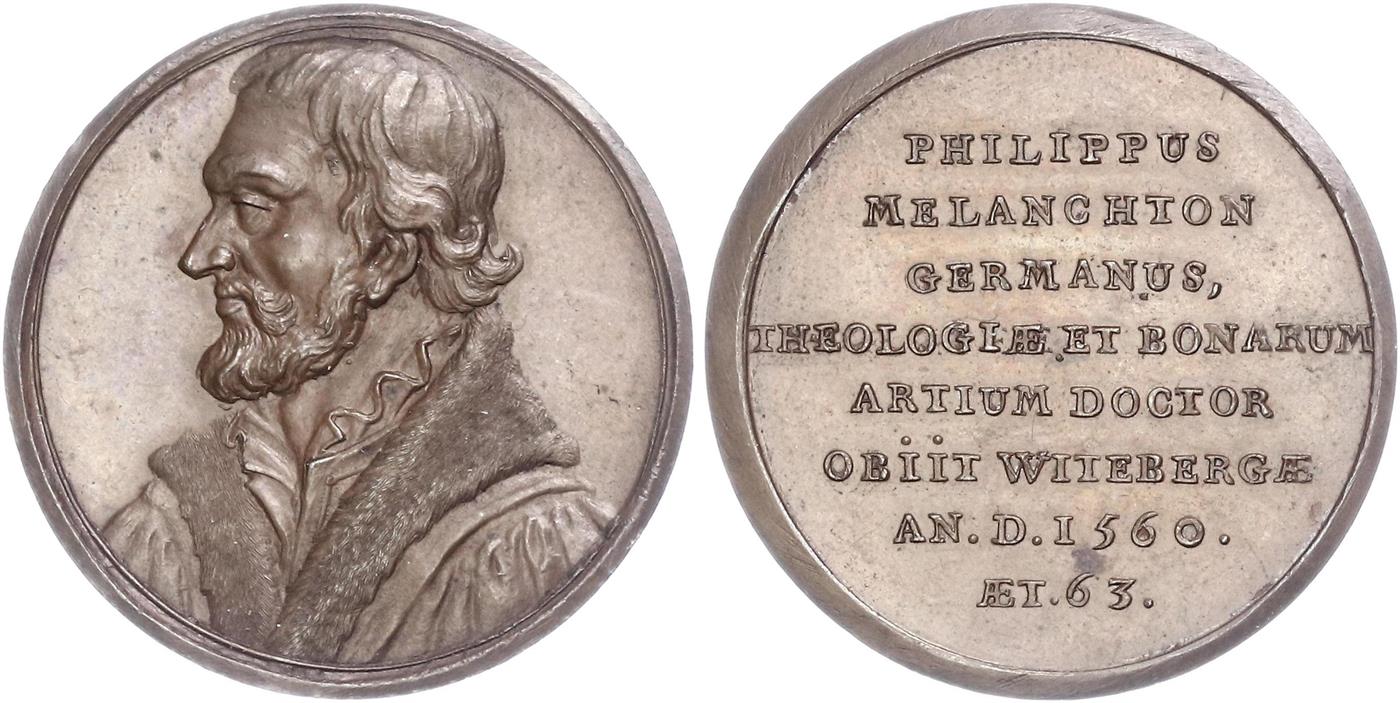 PHILIPPUS
MELANCHTON
GERMANUS,
THEOLOGIÆ ET BONARUM
ARTIUM DOCTOR
OBIIT WITEBERGÆ
AN. D. 1560.
ÆT. 63.